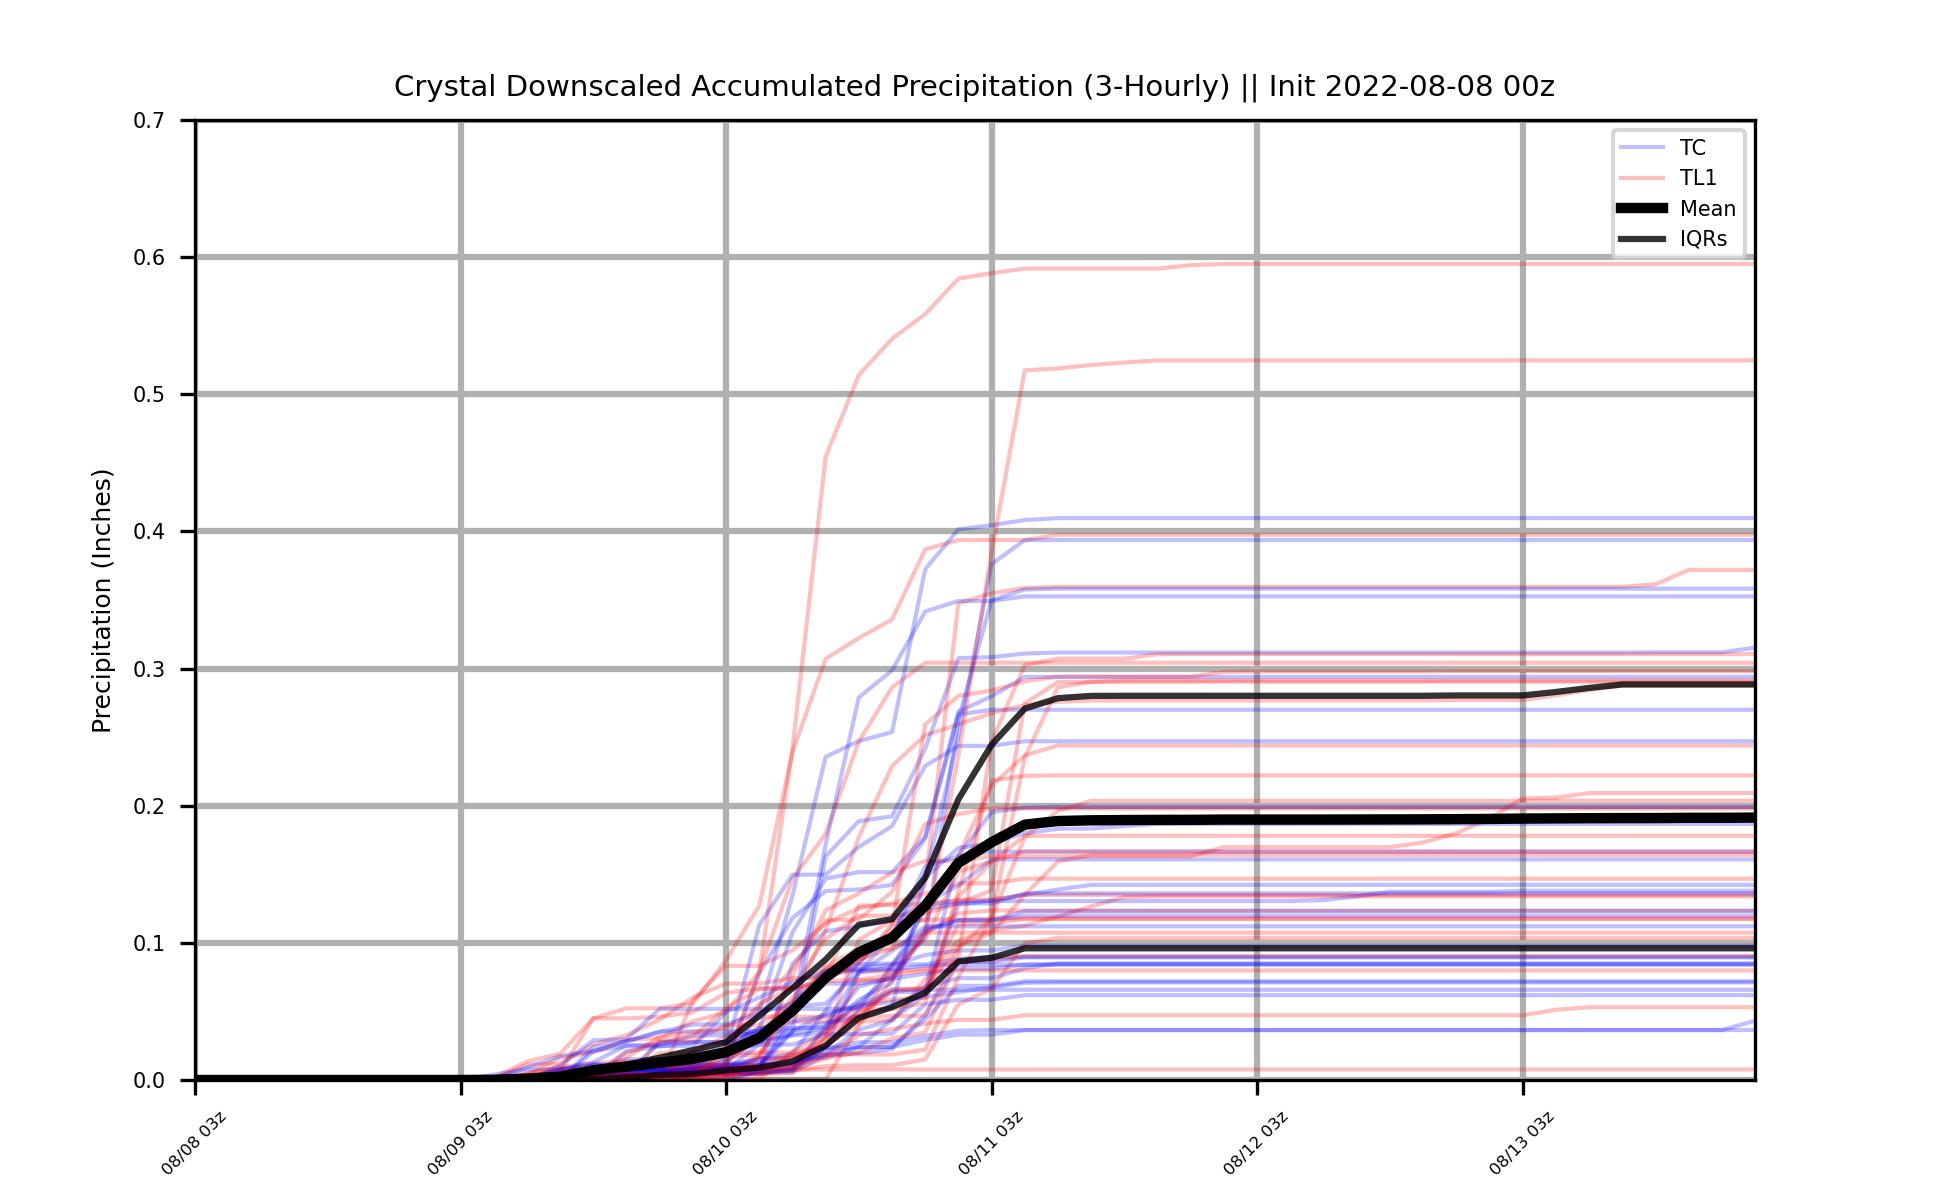 Crystal Downscaled Accumulated Precipitation (3-Hourly) || Init 2022-08-08 00z
0.7
0.6
0.5
0.4
0.3
0.2
0.1
0.0
Precipitation (Inches)
TC
TL1
Mean
IQRs
08/08 03z
08/09 03z
08/10 03z
08/11 03z
08/12 03z
08/13 03z